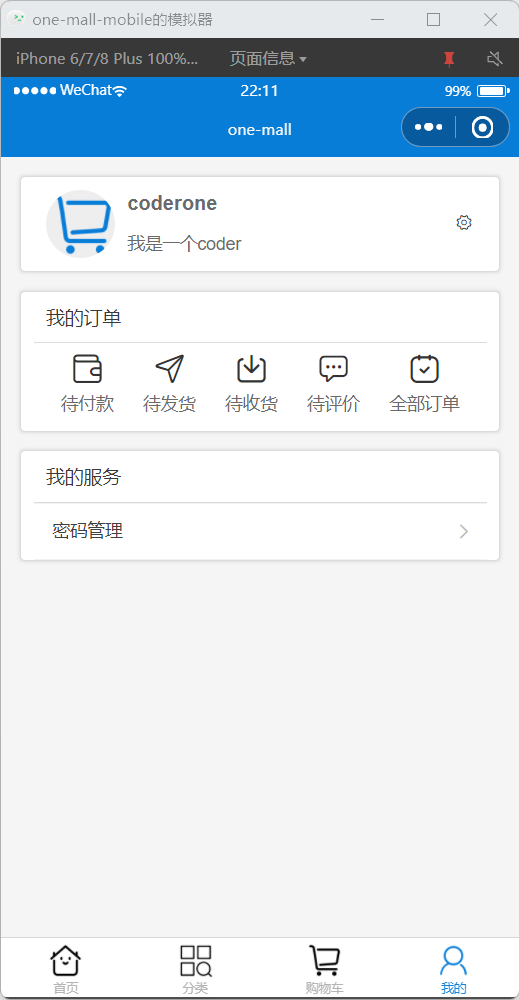 one-mall-mobile的模拟器
iPhone 6/7/8 Plus 100%... 页面信息
WeChat 22:11 99%
one-mall
coderone
我是一个coder
我的订单
待付款 待发货 待收货 待评价 全部订单
我的服务
密码管理
首页 分类 购物车 我的